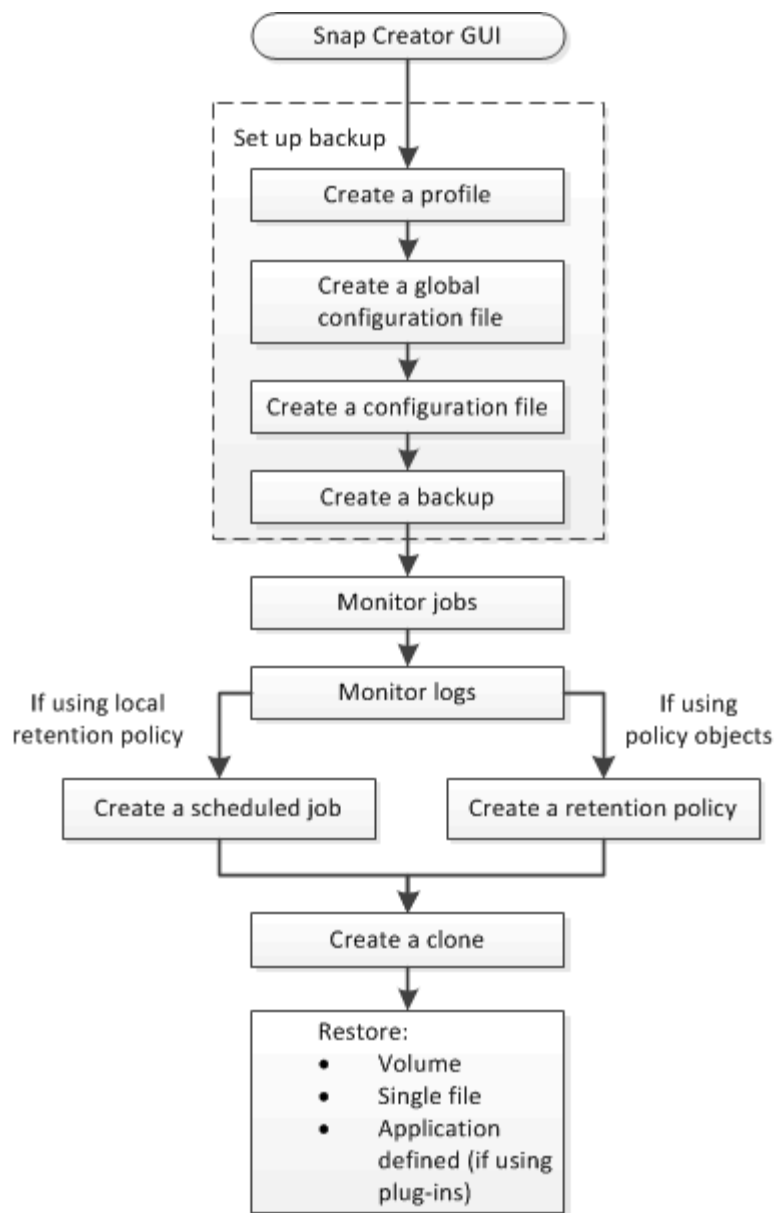 Snap Creator GUI
Set up backup
Create a profile
Create a global
configuration file
Create a configuration file
Create a backup
Monitor jobs
Monitor logs
If using local
retention policy
If using
policy objects
Create a scheduled job
Create a retention policy
Create a clone
Restore:
• Volume
• Single file
• Application
defined (if using
plug-ins)